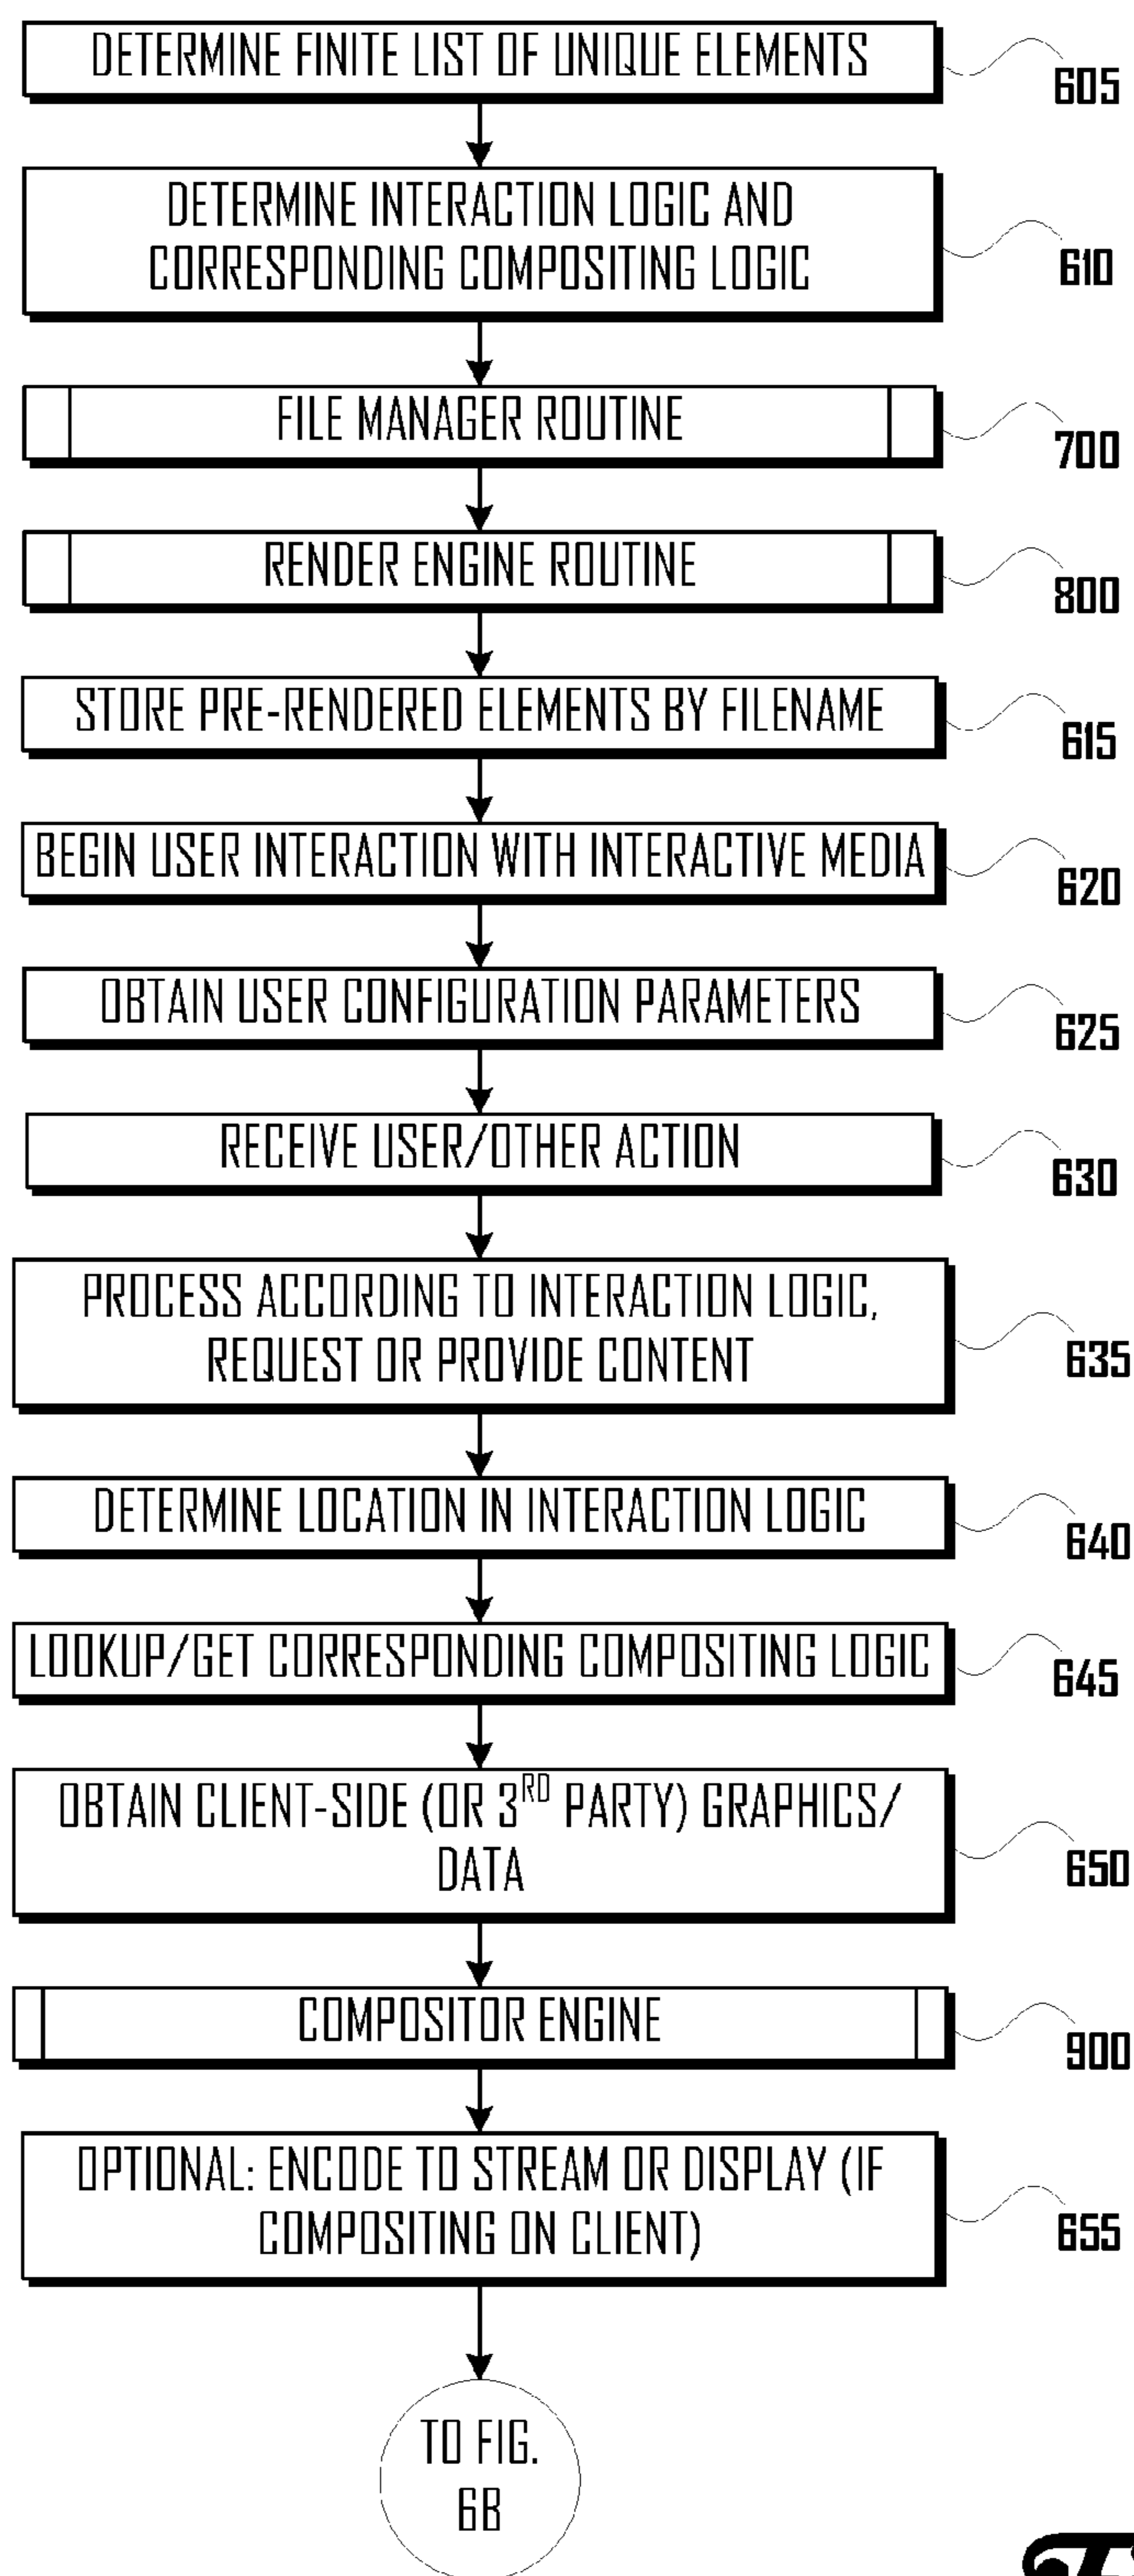 DETERMINE FINITE LIST OF UNIQUE ELEMENTS
605
DETERMINE INTERACTION LOGIC AND
CORRESPONDING COMPOSITING LOGIC
610
FILE MANAGER ROUTINE
700
RENDER ENGINE ROUTINE
800
STORE PRE-RENDERED ELEMENTS BY FILENAME
615
BEGIN USER INTERACTION WITH INTERACTIVE MEDIA
620
OBTAIN USER CONFIGURATION PARAMETERS
625
RECEIVE USER/OTHER ACTION
630
PROCESS ACCORDING TO INTERACTION LOGIC,
REQUEST OR PROVIDE CONTENT
635
DETERMINE LOCATION IN INTERACTION LOGIC
640
LOOKUP/GET CORRESPONDING COMPOSITING LOGIC
645
OBTAIN CLIENT-SIDE (OR 3RD PARTY) GRAPHICS/
DATA
650
COMPOSITOR ENGINE
900
OPTIONAL: ENCODE TO STREAM OR DISPLAY (IF
COMPOSITING ON CLIENT)
655
TO FIG.
6B